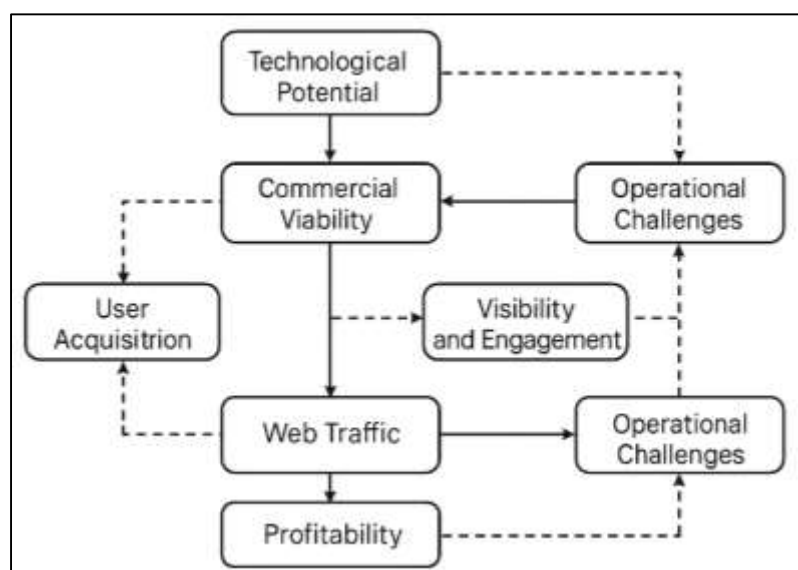 Technological
Potential
Commercial
Viability
Operational
Challenges
User
Acquisitrion
Visibility
and Engagement
Web Traffic
Operational
Challenges
Profitability